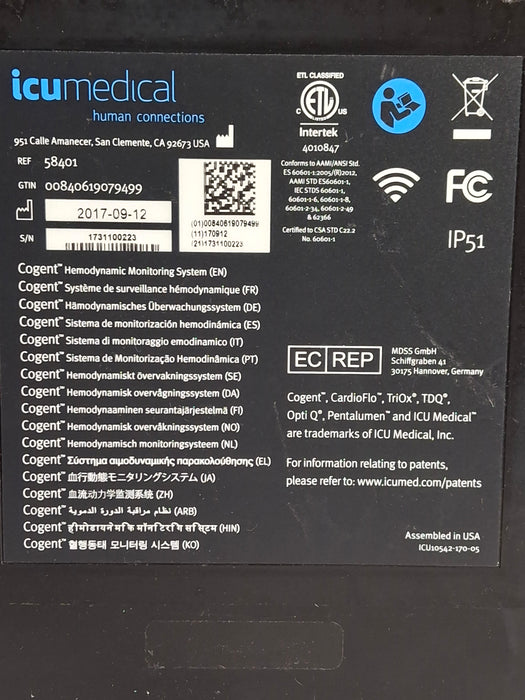 icumedical
human connections
951 Calle Amanecer, San Clemente, CA 92673 USA
REF 58401
GTIN 00840619079499
2017-09-12
S/N 1731100223
(01)00840619079499
(11)170912
(21)1731100223
ETL CLASSIFIED
C ETL US
Intertek
4010847
Conforms to AAMI/ANSI Std.
ES 60601-1:2005/(R)2012,
AAMI STD ES60601-1,
IEC STDS 60601-1,
60601-1-6, 60601-1-8,
60601-2-34, 60601-2-49
& 62366
Certified to CSA STD C22.2
No. 60601-1
FC
IP51
Cogent™ Hemodynamic Monitoring System (EN)
Cogent™ Système de surveillance hémodynamique (FR)
Cogent™ Hämodynamisches Überwachungssystem (DE)
Cogent™ Sistema de monitorización hemodinámica (ES)
Cogent™ Sistema di monitoraggio emodinamico (IT)
Cogent™ Sistema de Monitorização Hemodinâmica (PT)
Cogent™ Hemodynamiskt övervakningssystem (SE)
Cogent™ Hemodynamisk overvågningssystem (DA)
Cogent™ Hemodynaaminen seurantajärjestelmä (FI)
Cogent™ Hemodynamisk overvåkningssystem (NO)
Cogent™ Hemodynamisch monitoringsysteem (NL)
Cogent™ Σύστημα αιμοδυναμικής παρακολούθησης (EL)
Cogent™ 血行動態モニタリングシステム (JA)
Cogent™ 血流动力学监测系统 (ZH)
Cogent™ نظام مراقبة الدورة الدموية (ARB)
Cogent™ हीमोडायनेमिक मॉनिटरिंग सिस्टम (HIN)
Cogent™ 혈행동태 모니터링 시스템 (KO)
EC REP
MDSS GmbH
Schiffgraben 41
30175 Hannover, Germany
Cogent™, CardioFlo™, TriOx®, TDQ®,
Opti Q®, Pentalumen™ and ICU Medical™
are trademarks of ICU Medical, Inc.
For information relating to patents,
please refer to: www.icumed.com/patents
Assembled in USA
ICU10542-170-05